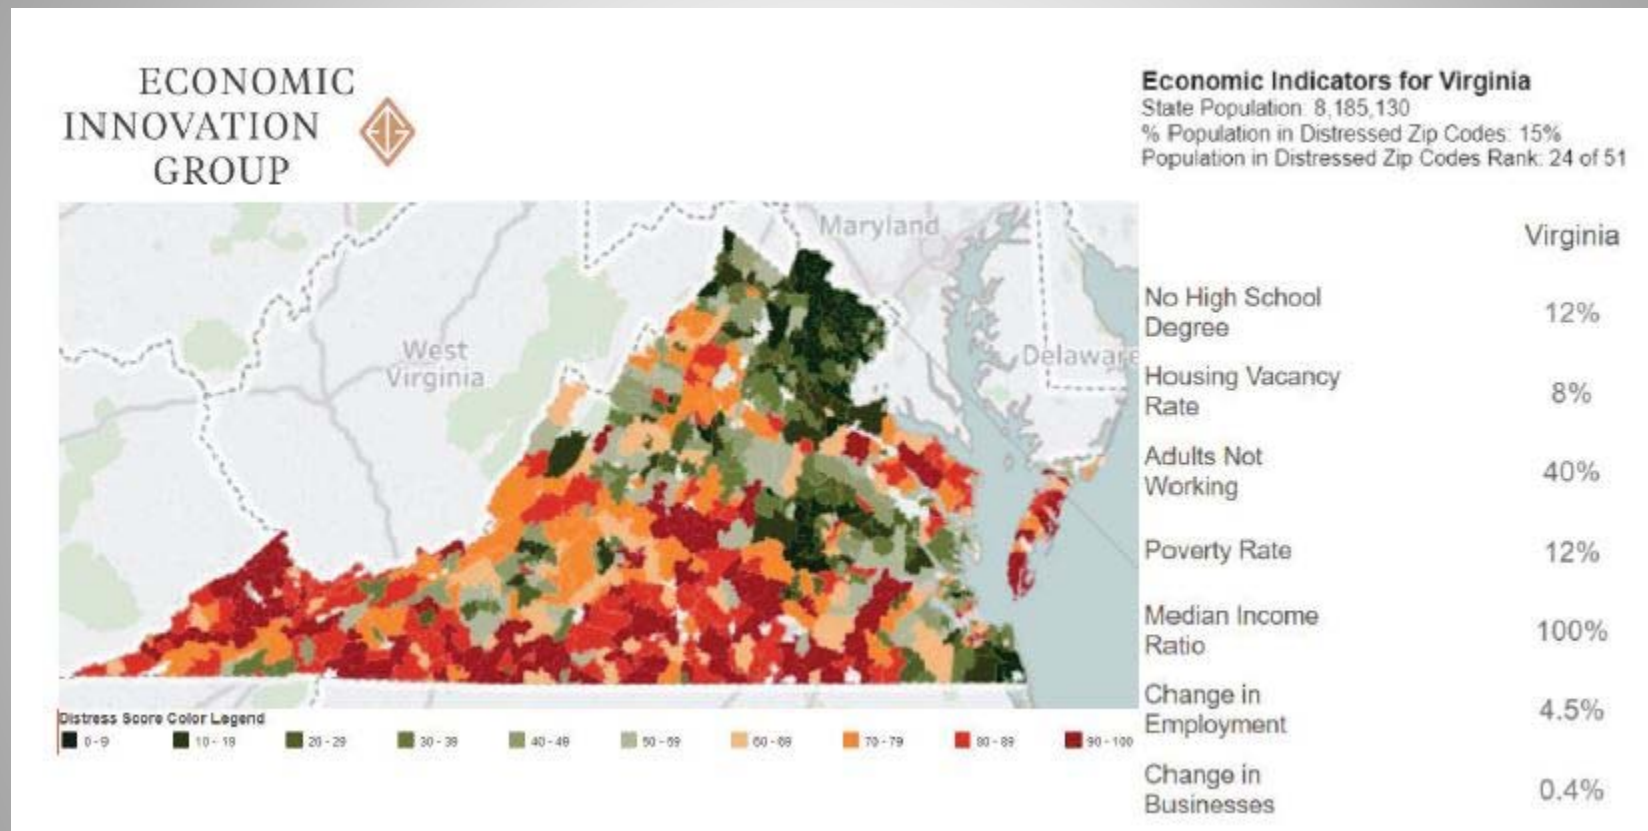 ECONOMIC
INNOVATION
GROUP
Economic Indicators for Virginia
State Population: 8,185,130
% Population in Distressed Zip Codes: 15%
Population in Distressed Zip Codes Rank: 24 of 51
Maryland
West
Virginia
Delaware
Distress Score Color Legend
0 - 9
10 - 19
20 - 29
30 - 39
40 - 49
50 - 59
60 - 69
70 - 79
80 - 89
90 - 100
Virginia
No High School
Degree
12%
Housing Vacancy
Rate
8%
Adults Not
Working
40%
Poverty Rate
12%
Median Income
Ratio
100%
Change in
Employment
4.5%
Change in
Businesses
0.4%